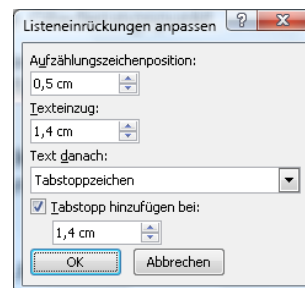 Listeneinrückungen anpassen
Aufzählungszeichenposition:
0,5 cm
Texteinzug:
1,4 cm
Text danach:
Tabstoppzeichen
Tabstopp hinzufügen bei:
1,4 cm
OK Abbrechen